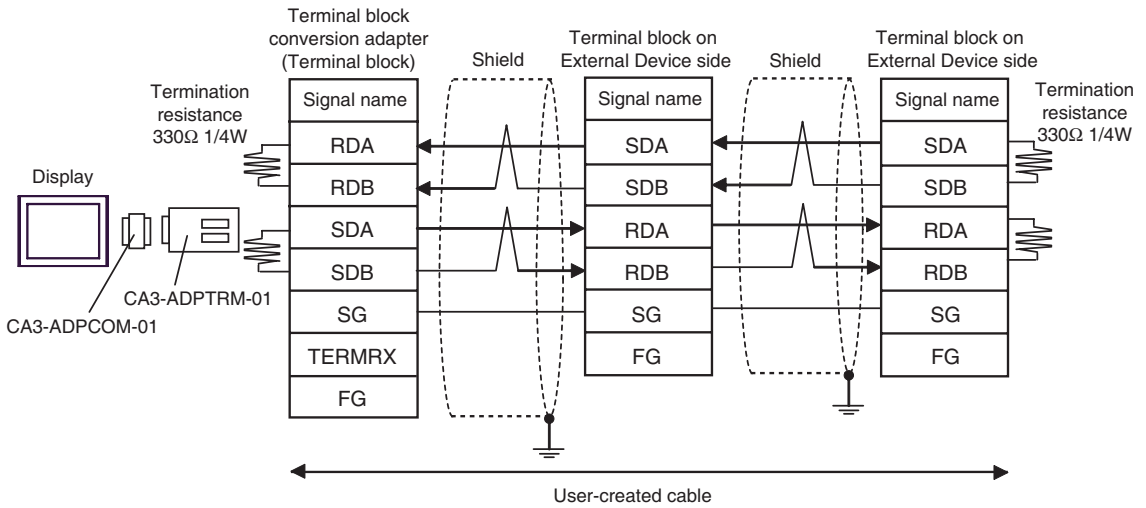 Terminal block
conversion adapter
(Terminal block)
Shield
Terminal block on
External Device side
Shield
Terminal block on
External Device side
Termination
resistance
330Ω 1/4W
Signal name
RDA
RDB
SDA
SDB
SG
TERMRX
FG
Signal name
SDA
SDB
RDA
RDB
SG
FG
Signal name
SDA
SDB
RDA
RDB
SG
FG
Termination
resistance
330Ω 1/4W
Display
CA3-ADPTRM-01
CA3-ADPCOM-01
User-created cable